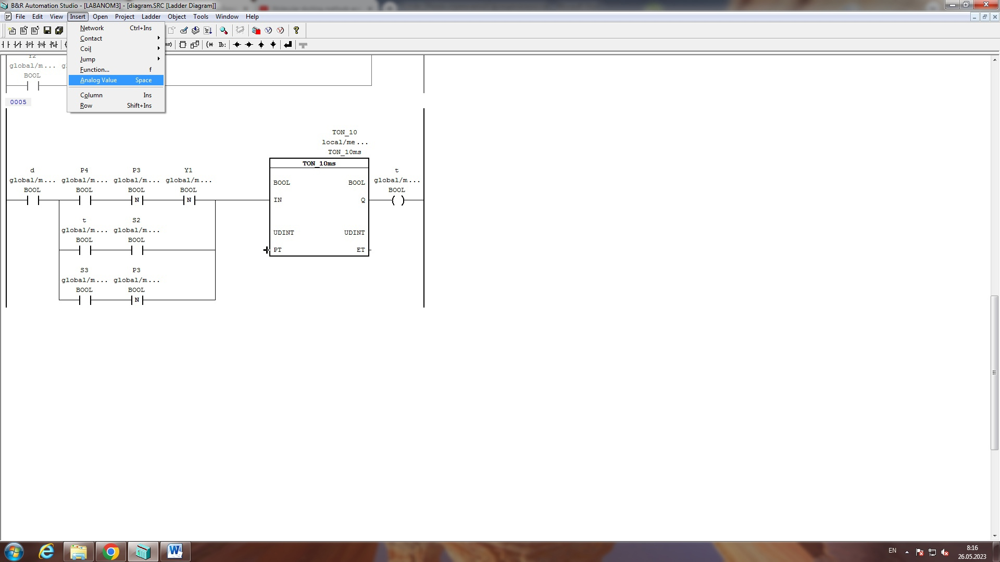 B&R Automation Studio - [LABANOM3] - [diagram.SRC [Ladder Diagram]]
File Edit View Insert Open Project Ladder Object Tools Window Help
Network Ctrl+Ins
Contact
Coil
Jump
Function... f
Analog Value Space
Column Ins
Row Shift+Ins
global/m... g
BOOL
0005
TON_10
local/me...
TON_10ms
TON_10ms
d P4 P3 Y1 t
global/m... global/m... global/m... global/m... global/m...
BOOL BOOL BOOL BOOL BOOL
BOOL BOOL
N N IN Q
t S2
global/m... global/m...
BOOL BOOL
UDINT UDINT
PT ET
S3 P3
global/m... global/m...
BOOL BOOL
N
EN
8:16
26.05.2023